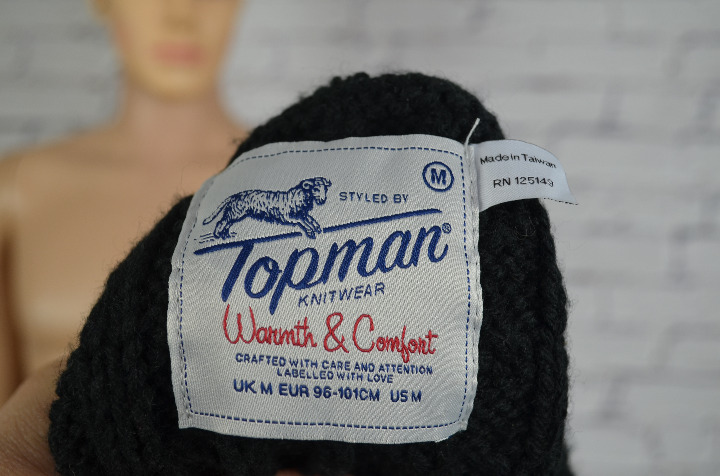 M
STYLED BY
Topman®
KNITWEAR
Warmth & Comfort
CRAFTED WITH CARE AND ATTENTION
LABELLED WITH LOVE
UK M EUR 96-101CM US M
Made in Taiwan
RN 125149